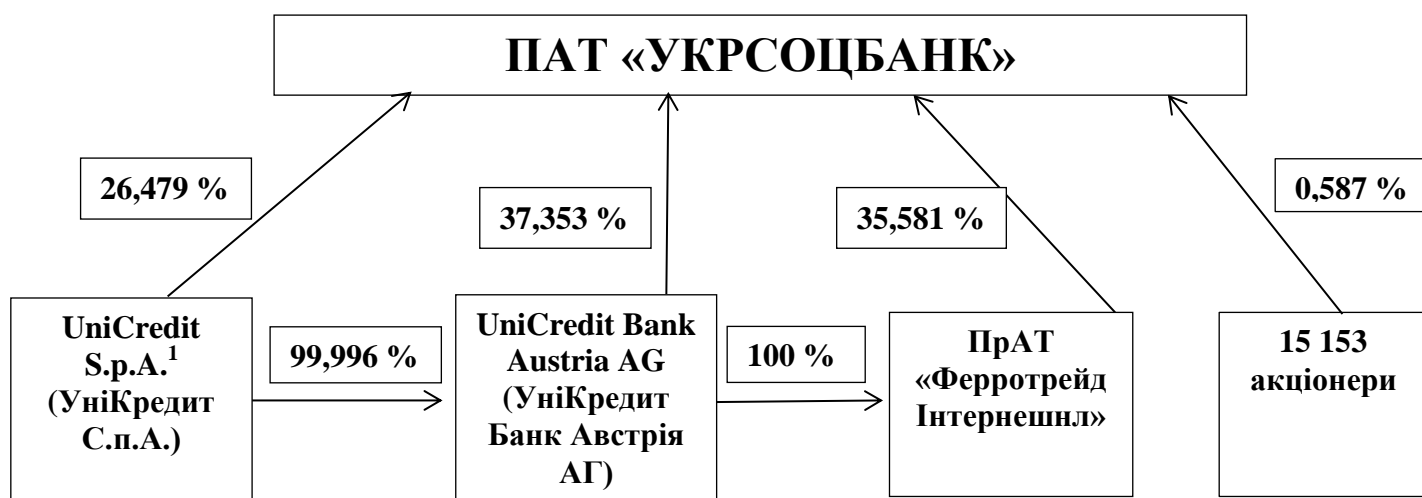 ПАТ «УКРСОЦБАНК»
26,479 %
37,353 %
35,581 %
0,587 %
UniCredit
S.p.A.1
(УніКредит
С.п.А.)
99,996 %
UniCredit Bank
Austria AG
(УніКредит
Банк Австрія
АГ)
100 %
ПрАТ
«Ферротрейд
Інтернешнл»
15 153
акціонери